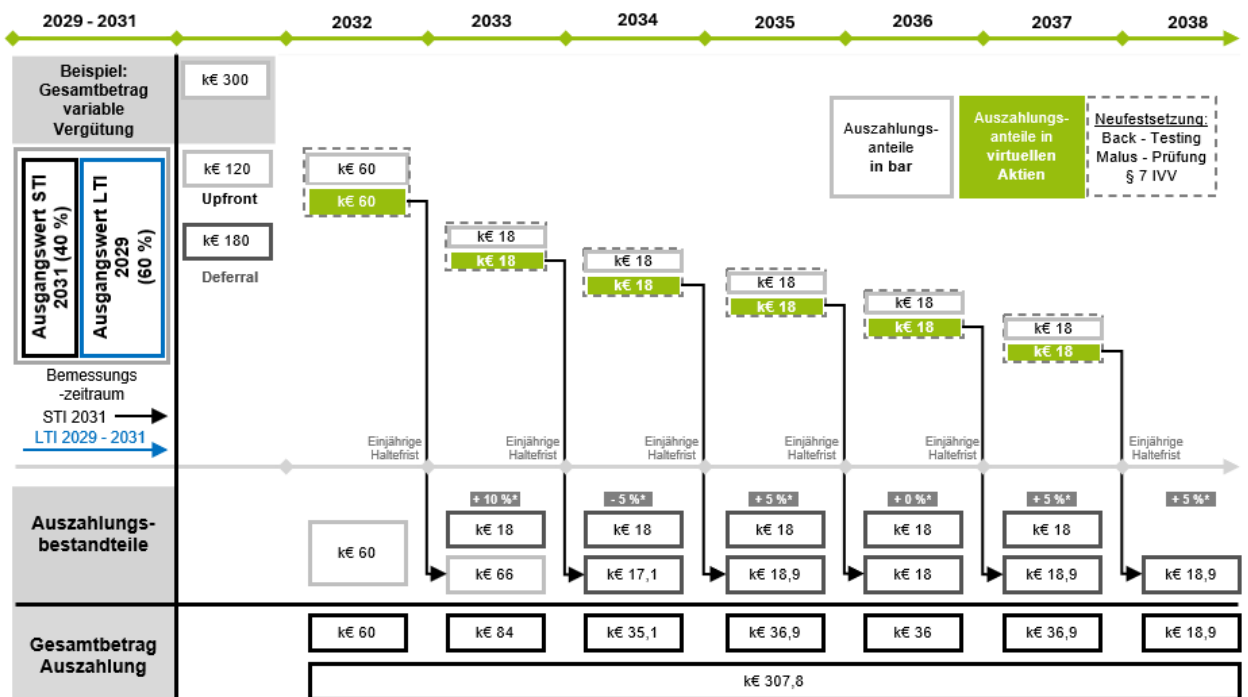 2029 - 2031
2032
2033
2034
2035
2036
2037
2038
Beispiel:
Gesamtbetrag
variable
Vergütung
k€ 300
Auszahlungs-
anteile
in bar
Auszahlungs-
anteile in
virtuellen
Aktien
Neufestsetzung:
Back - Testing
Malus - Prüfung
§ 7 IVV
Ausgangswert STI
2031 (40 %)
Ausgangswert LTI
2029
(60 %)
k€ 120
Upfront
k€ 180
Deferral
k€ 60
k€ 60
k€ 18
k€ 18
k€ 18
k€ 18
k€ 18
k€ 18
k€ 18
k€ 18
k€ 18
k€ 18
Bemessungs
-zeitraum
STI 2031
LTI 2029 - 2031
Einjährige
Haltefrist
Einjährige
Haltefrist
Einjährige
Haltefrist
Einjährige
Haltefrist
Einjährige
Haltefrist
Einjährige
Haltefrist
+ 10 %*
- 5 %*
+ 5 %*
+ 0 %*
+ 5 %*
+ 5 %*
Auszahlungs-
bestandteile
k€ 60
k€ 18
k€ 18
k€ 18
k€ 18
k€ 18
k€ 66
k€ 17,1
k€ 18,9
k€ 18
k€ 18,9
k€ 18,9
Gesamtbetrag
Auszahlung
k€ 60
k€ 84
k€ 35,1
k€ 36,9
k€ 36
k€ 36,9
k€ 18,9
k€ 307,8